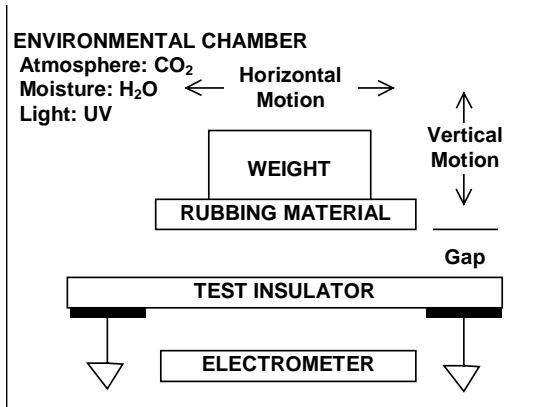 ENVIRONMENTAL CHAMBER
Atmosphere: CO₂
Moisture: H₂O
Light: UV
Horizontal
Motion
Vertical
Motion
WEIGHT
RUBBING MATERIAL
Gap
TEST INSULATOR
ELECTROMETER